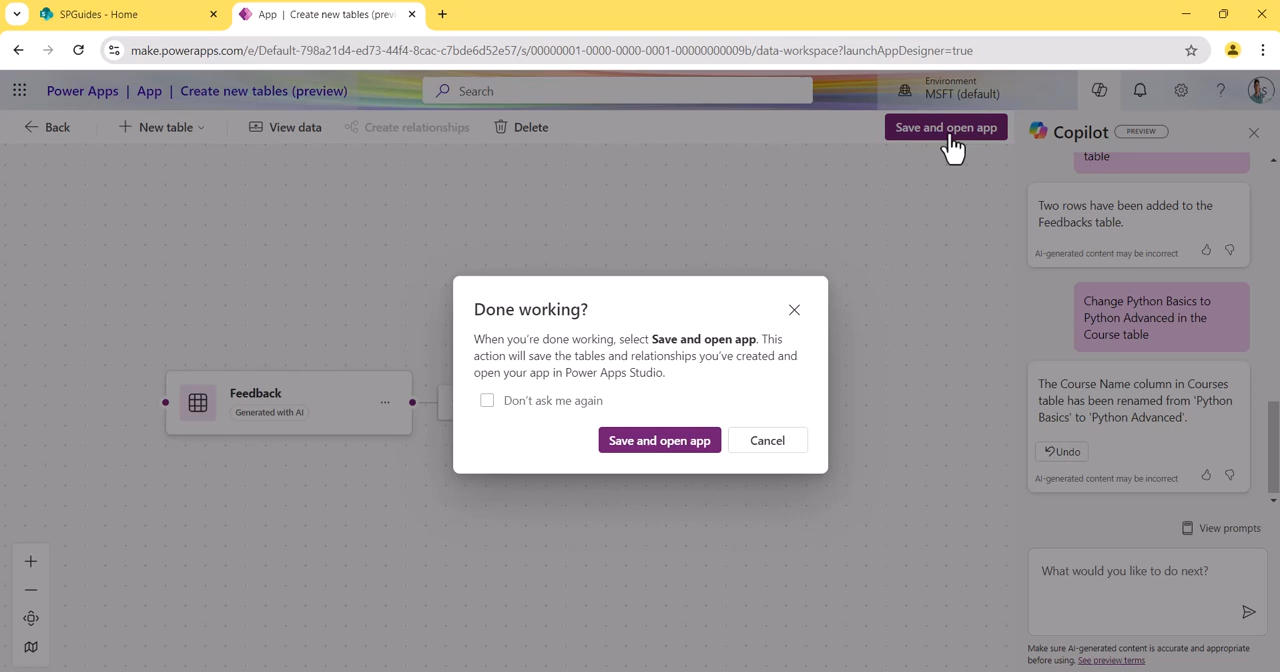 SPGuides - Home
App | Create new tables (previ
make.powerapps.com/e/Default-798a21d4-ed73-44f4-8cac-c7bde6d52e57/s/00000001-0000-0000-0001-00000000009b/data-workspace?launchAppDesigner=true
Power Apps | App | Create new tables (preview)
Search
Environment
MSFT (default)
Back
New table
View data
Create relationships
Delete
Save and open app
Copilot PREVIEW
table
Two rows have been added to the
Feedbacks table.
AI-generated content may be incorrect
Change Python Basics to
Python Advanced in the
Course table
The Course Name column in Courses
table has been renamed from 'Python
Basics' to 'Python Advanced'.
Undo
AI-generated content may be incorrect
View prompts
What would you like to do next?
Make sure AI-generated content is accurate and appropriate
before using. See preview terms
Feedback
Generated with AI
Done working?
When you're done working, select Save and open app. This
action will save the tables and relationships you've created and
open your app in Power Apps Studio.
Don't ask me again
Save and open app
Cancel